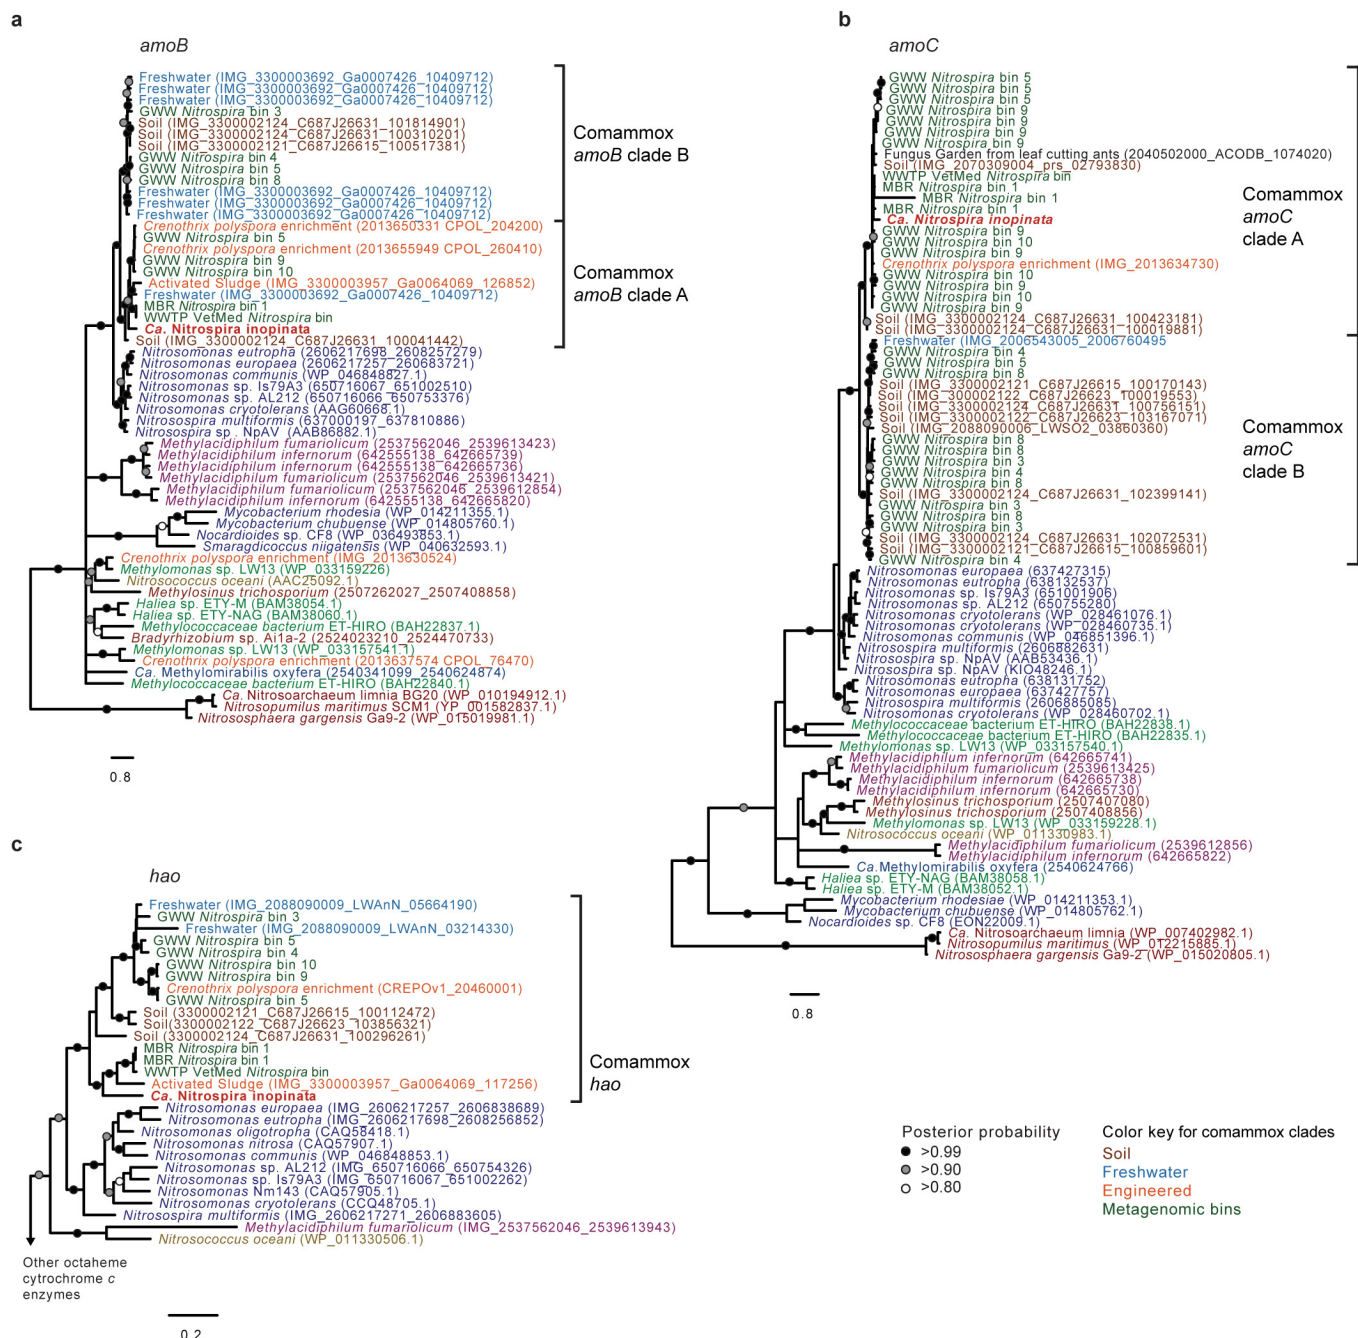 a
amoB
Freshwater (IMG_3300003692_Ga0007426_10409712)
Freshwater (IMG_3300003692_Ga0007426_10409712)
Freshwater (IMG_3300003692_Ga0007426_10409712)
GWW Nitrospira bin 3
Soil (IMG_3300002124_C687J26631_101814901)
Soil (IMG_3300002124_C687J26631_100310201)
Soil (IMG_3300002121_C687J26615_100517381)
GWW Nitrospira bin 4
GWW Nitrospira bin 5
GWW Nitrospira bin 8
Freshwater (IMG_3300003692_Ga0007426_10409712)
Freshwater (IMG_3300003692_Ga0007426_10409712)
Freshwater (IMG_3300003692_Ga0007426_10409712)
Crenothrix polyspora enrichment (2013650331 CPOL_204200)
GWW Nitrospira bin 5
Crenothrix polyspora enrichment (2013655949 CPOL_260410)
GWW Nitrospira bin 9
GWW Nitrospira bin 10
Activated Sludge (IMG_3300003957_Ga0064069_126852)
Freshwater (IMG_3300003692_Ga0007426_10409712)
MBR Nitrospira bin 1
WWTP VetMed Nitrospira bin
Ca. Nitrospira inopinata
Soil (IMG_3300002124_C687J26631_100041442)
Nitrosomonas eutropha (2606217698_2608257279)
Nitrosomonas europaea (2606217257_260683721)
Nitrosomonas communis (WP_046848827.1)
Nitrosomonas sp. Is79A3 (650716067_651002510)
Nitrosomonas sp. AL212 (650716066_650753376)
Nitrosomonas cryotolerans (AAG60668.1)
Nitrosospira multiformis (637000197_637810886)
Nitrosospira sp. NpAV (AAB86882.1)
Methylacidiphilum fumariolicum (2537562046_2539613423)
Methylacidiphilum infernorum (642555138_642665739)
Methylacidiphilum infernorum (642555138_642665736)
Methylacidiphilum fumariolicum (2537562046_2539613421)
Methylacidiphilum fumariolicum (2537562046_2539612854)
Methylacidiphilum infernorum (642555138_642665820)
Mycobacterium rhodesia (WP_014211355.1)
Mycobacterium chubuense (WP_014805760.1)
Nocardioides sp. CF8 (WP_036493853.1)
Smaragdicoccus niigatensis (WP_040632593.1)
Crenothrix polyspora enrichment (IMG_2013630524)
Methylomonas sp. LW13 (WP_033159226)
Nitrosococcus oceani (AAC25092.1)
Methylosinus trichosporium (2507262027_2507408858)
Haliea sp. ETY-M (BAM38054.1)
Haliea sp. ETY-NAG (BAM38060.1)
Methylococcaceae bacterium ET-HIRO (BAH22837.1)
Bradyrhizobium sp. Ai1a-2 (2524023210_2524470733)
Methylomonas sp. LW13 (WP_033157541.1)
Crenothrix polyspora enrichment (2013637574 CPOL_76470)
Ca. Methylomirabilis oxyfera (2540341099_2540624874)
Methylococcaceae bacterium ET-HIRO (BAH22840.1)
Ca. Nitrosoarchaeum limnia BG20 (WP_010194912.1)
Nitrosopumilus maritimus SCM1 (YP_001582837.1)
Nitrososphaera gargensis Ga9-2 (WP_015019981.1)
Comammox
amoB clade B
Comammox
amoB clade A
0.8
b
amoC
GWW Nitrospira bin 5
GWW Nitrospira bin 5
GWW Nitrospira bin 5
GWW Nitrospira bin 9
GWW Nitrospira bin 9
GWW Nitrospira bin 9
GWW Nitrospira bin 9
Fungus Garden from leaf cutting ants (2040502000_ACODB_1074020)
Soil (IMG_2070309004_prs_02793830)
WWTP VetMed Nitrospira bin
MBR Nitrospira bin 1
MBR Nitrospira bin 1
MBR Nitrospira bin 1
Ca. Nitrospira inopinata
GWW Nitrospira bin 9
GWW Nitrospira bin 10
GWW Nitrospira bin 9
Crenothrix polyspora enrichment (IMG_2013634730)
GWW Nitrospira bin 10
GWW Nitrospira bin 9
GWW Nitrospira bin 10
GWW Nitrospira bin 9
Soil (IMG_3300002124_C687J26631_100423181)
Soil (IMG_3300002124_C687J26631_100019881)
Freshwater (IMG_2006543005_2006760495
GWW Nitrospira bin 4
GWW Nitrospira bin 5
GWW Nitrospira bin 8
Soil (IMG_3300002121_C687J26615_100170143)
Soil (IMG_300002122_C687J26623_100019553)
Soil (IMG_3300002124_C687J26631_100756151)
Soil (IMG_3300002122_C687J26623_103167071)
Soil (IMG_2088090006_LWSO2_03860360)
GWW Nitrospira bin 8
GWW Nitrospira bin 8
GWW Nitrospira bin 3
GWW Nitrospira bin 4
GWW Nitrospira bin 8
Soil (IMG_3300002124_C687J26631_102399141)
GWW Nitrospira bin 3
GWW Nitrospira bin 8
GWW Nitrospira bin 3
Soil (IMG_3300002124_C687J26631_102072531)
Soil (IMG_3300002121_C687J26615_100859601)
GWW Nitrospira bin 4
Nitrosomonas europaea (637427315)
Nitrosomonas eutropha (638132537)
Nitrosomonas sp. Is79A3 (651001906)
Nitrosomonas sp. AL212 (650755280)
Nitrosomonas cryotolerans (WP_028461076.1)
Nitrosomonas cryotolerans (WP_028460735.1)
Nitrosomonas communis (WP_046851396.1)
Nitrosospira multiformis (2606882631)
Nitrosospira sp. NpAV (AAB53436.1)
Nitrosospira sp. NpAV (KIO48246.1)
Nitrosomonas eutropha (638131752)
Nitrosomonas europaea (637427757)
Nitrosospira multiformis (2606885085)
Nitrosomonas cryotolerans (WP_028460702.1)
Methylococcaceae bacterium ET-HIRO (BAH22838.1)
Methylococcaceae bacterium ET-HIRO (BAH22835.1)
Methylomonas sp. LW13 (WP_033157540.1)
Methylacidiphilum infernorum (642665741)
Methylacidiphilum fumariolicum (2539613425)
Methylacidiphilum infernorum (642665738)
Methylacidiphilum infernorum (642665730)
Methylosinus trichosporium (2507407080)
Methylosinus trichosporium (2507408856)
Methylomonas sp. LW13 (WP_033159228.1)
Nitrosococcus oceani (WP_011330983.1)
Methylacidiphilum fumariolicum (2539612856)
Methylacidiphilum infernorum (642665822)
Ca.Methylomirabilis oxyfera (2540624766)
Haliea sp. ETY-NAG (BAM38058.1)
Haliea sp. ETY-M (BAM38052.1)
Mycobacterium rhodesiae (WP_014211353.1)
Mycobacterium chubuense (WP_014805762.1)
Nocardioides sp. CF8 (EON22009.1)
Ca. Nitrosoarchaeum limnia (WP_007402982.1)
Nitrosopumilus maritimus (WP_012215885.1)
Nitrososphaera gargensis Ga9-2 (WP_015020805.1)
Comammox
amoC
clade A
Comammox
amoC
clade B
0.8
c
hao
Freshwater (IMG_2088090009_LWAnN_05664190)
GWW Nitrospira bin 3
Freshwater (IMG_2088090009_LWAnN_03214330)
GWW Nitrospira bin 5
GWW Nitrospira bin 4
GWW Nitrospira bin 10
GWW Nitrospira bin 9
Crenothrix polyspora enrichment (CREPOv1_20460001)
GWW Nitrospira bin 5
Soil (3300002121_C687J26615_100112472)
Soil(3300002122_C687J26623_103856321)
Soil (3300002124_C687J26631_100296261)
MBR Nitrospira bin 1
MBR Nitrospira bin 1
WWTP VetMed Nitrospira bin
Activated Sludge (IMG_3300003957_Ga0064069_117256)
Ca. Nitrospira inopinata
Nitrosomonas europaea (IMG_2606217257_2606838689)
Nitrosomonas eutropha (IMG_2606217698_2608256852)
Nitrosomonas oligotropha (CAQ58418.1)
Nitrosomonas nitrosa (CAQ57907.1)
Nitrosomonas communis (WP_046848853.1)
Nitrosomonas sp. AL212 (IMG_650716066_650754326)
Nitrosomonas sp. Is79A3 (IMG_650716067_651002262)
Nitrosomonas Nm143 (CAQ57905.1)
Nitrosomonas cryotolerans (CCQ48705.1)
Nitrosospira multiformis (IMG_2606217271_2606883605)
Methylacidiphilum fumariolicum (IMG_2537562046_2539613943)
Nitrosococcus oceani (WP_011330506.1)
Comammox
hao
Other octaheme
cytrochrome c
enzymes
0.2
Posterior probability
>0.99
>0.90
>0.80
Color key for comammox clades
Soil
Freshwater
Engineered
Metagenomic bins